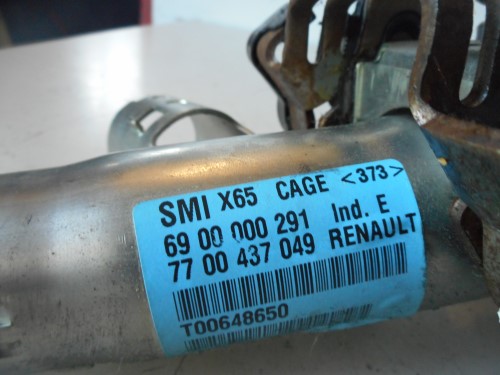 SMI X65 CAGE <373>
69 00 000 291 Ind. E
77 00 437 049 RENAULT
T00648650